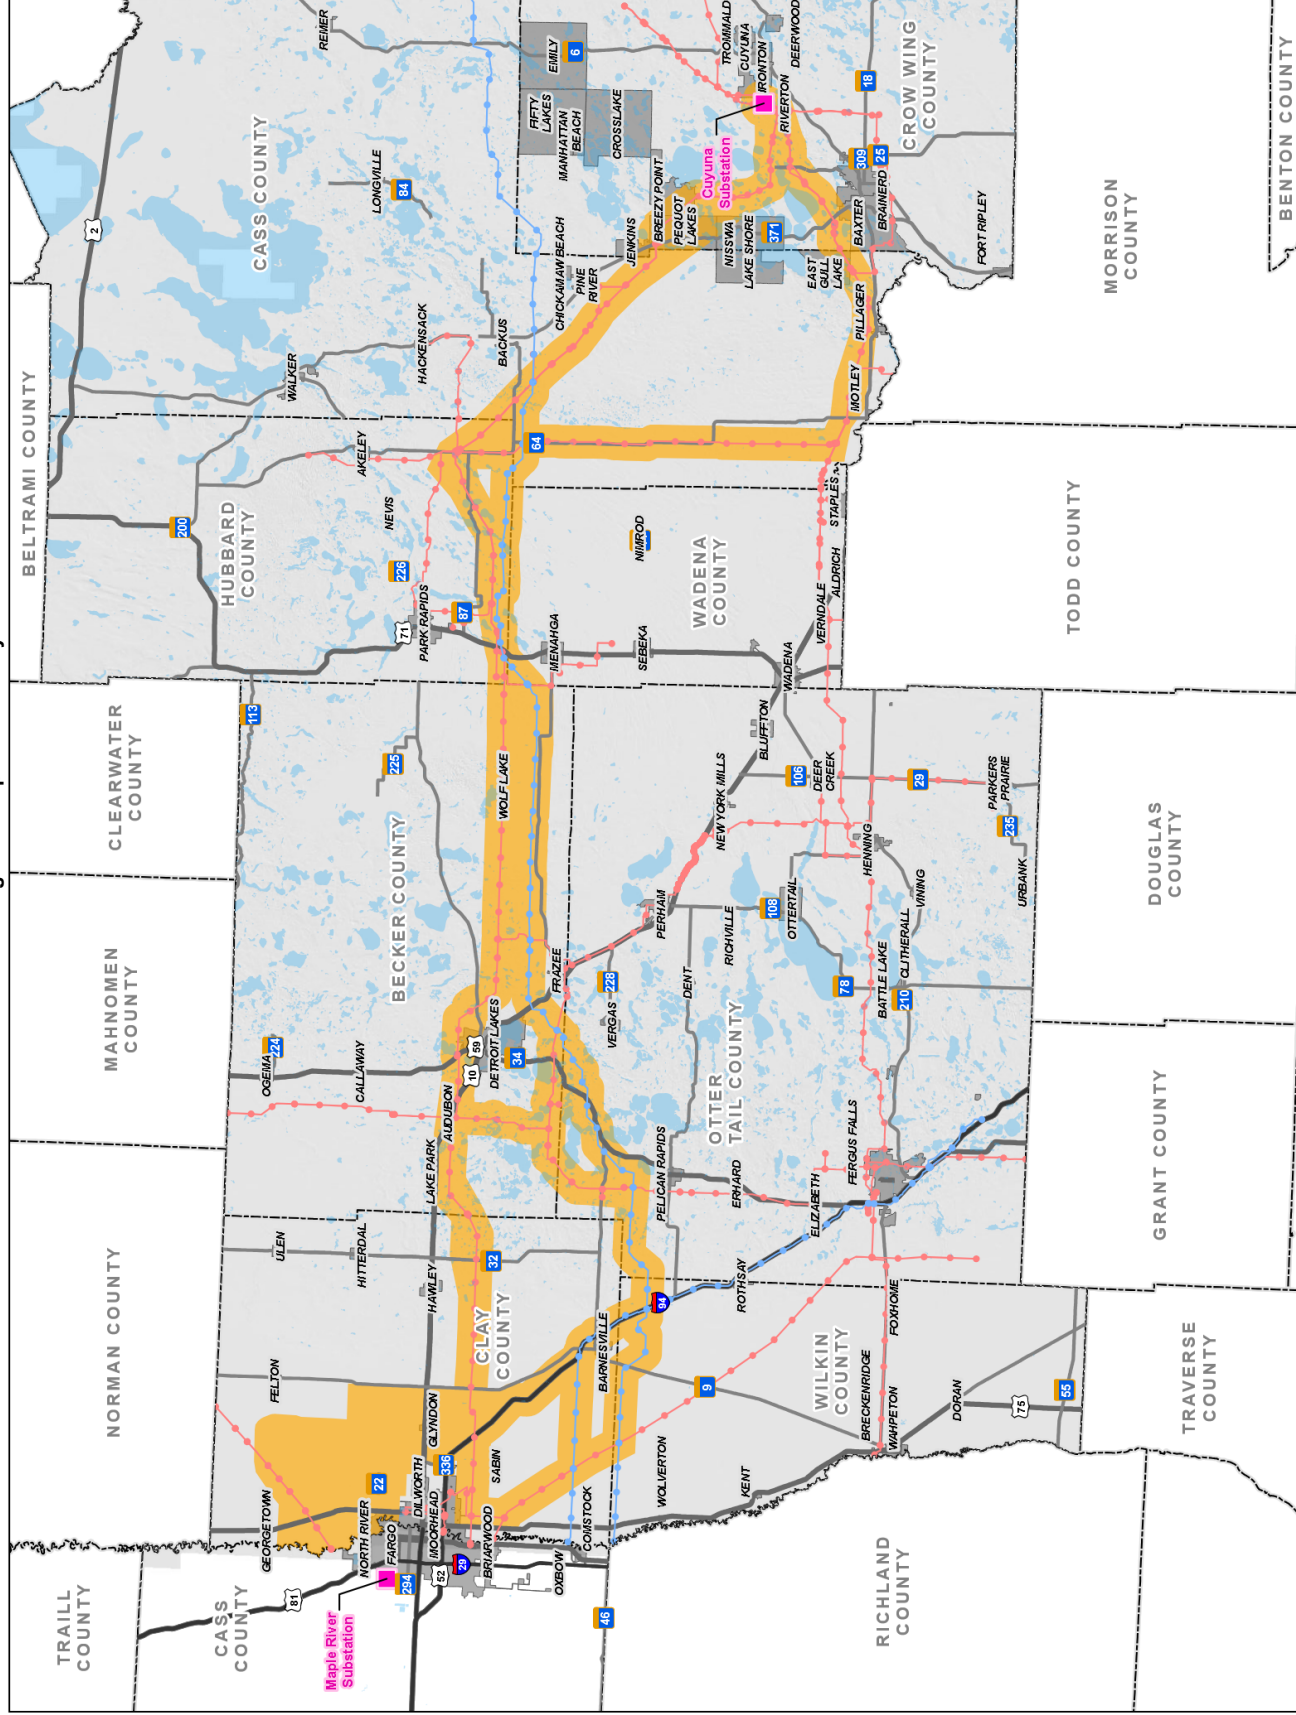 TRAILL
COUNTY
NORMAN COUNTY
MAHNOMEN
COUNTY
CLEARWATER
COUNTY
BELTRAMI COUNTY
CASS
COUNTY
81
Maple River
Substation
294
52
29
46
RICHLAND
COUNTY
GEORGETOWN
NORTH RIVER
FARGO
22
DILWORTH
MOORHEAD
336
GLYNDON
FELTON
BRIARWOOD
SABIN
OXBOW
COMSTOCK
WOLVERTON
KENT
CLAY
COUNTY
ULEN
HITTERDAL
HAWLEY
32
BARNESVILLE
94
9
ROTHSAY
WILKIN
COUNTY
BRECKENRIDGE
WAHPETON
FOXHOME
DORAN
75
55
TRAVERSE
COUNTY
GRANT COUNTY
DOUGLAS
COUNTY
TODD COUNTY
MORRISON
COUNTY
BENTON COUNTY
OGEMA
224
CALLAWAY
LAKE PARK
AUDUBON
10
59
DETROIT LAKES
34
BECKER COUNTY
113
225
WOLF LAKE
FRAZEE
228
VERGAS
DENT
PERHAM
RICHVILLE
108
OTTERTAIL
OTTER
TAIL COUNTY
PELICAN RAPIDS
ERHARD
ELIZABETH
FERGUS FALLS
78
BATTLE LAKE
210
CLITHERALL
VINING
HENNING
URBANK
235
PARKERS
PRAIRIE
29
DEER
CREEK
106
NEW YORK MILLS
BLUFFTON
WADENA
WADENA
COUNTY
VERNDALE
ALDRICH
STAPLES
SEBEKA
MENAHGA
NIMROD
HUBBARD
COUNTY
200
71
PARK RAPIDS
87
226
NEVIS
AKELEY
64
2
CASS COUNTY
WALKER
HACKENSACK
BACKUS
LONGVILLE
84
REMER
CHICKAMAW BEACH
PINE
RIVER
JENKINS
BREEZY POINT
PEQUOT
LAKES
NISSWA
LAKE SHORE
371
EAST
GULL
LAKE
PILLAGER
MOTLEY
BAXTER
BRAINERD
309
25
18
FORT RIPLEY
CROW WING
COUNTY
Cuyuna
Substation
EMILY
6
FIFTY
LAKES
MANHATTAN
BEACH
CROSSLAKE
TROMMALD
CUYUNA
IRONTON
RIVERTON
DEERWOOD